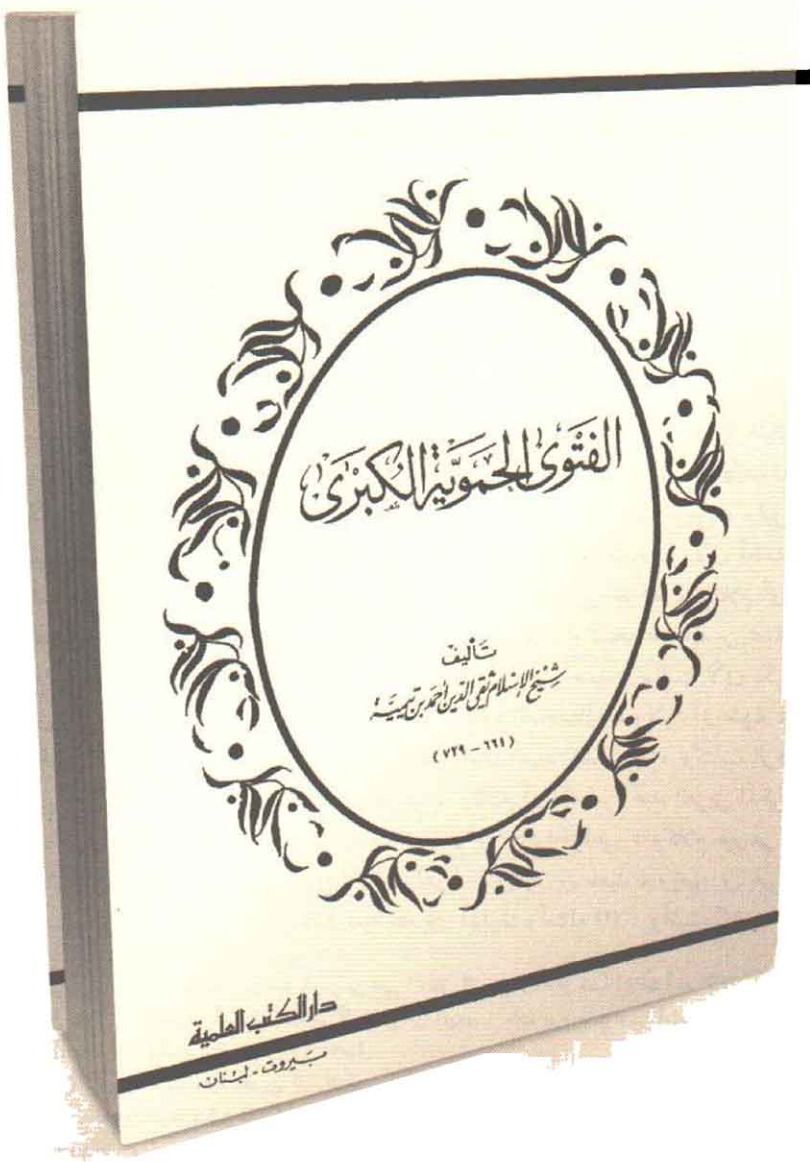 الفتوى الحموية الكبرى
تأليف
شيخ الإسلام تقي الدين أحمد بن تيمية
(٦٦١ - ٧٢٩)
دار الكتب العلمية
بيروت - لبنان